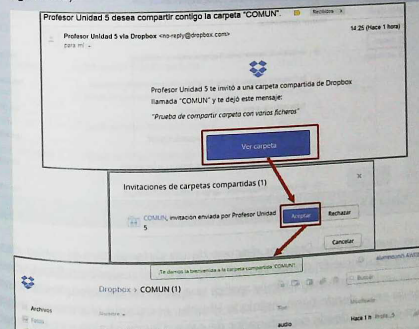 Profesor Unidad 5 desea compartir contigo la carpeta "COMUN".
Recibidos x
Profesor Unidad 5 vía Dropbox <no-reply@dropbox.com>
14:25 (Hace 1 hora)
para mí
Profesor Unidad 5 te invitó a una carpeta compartida de Dropbox
llamada "COMUN" y te dejó este mensaje:
"Prueba de compartir carpeta con varios ficheros"
Ver carpeta
Invitaciones de carpetas compartidas (1)
COMUN, invitación enviada por Profesor Unidad
5
Aceptar
Rechazar
Cancelar
Te damos la bienvenida a la carpeta compartida "COMUN".
Dropbox > COMUN (1)
Buscar
Archivos
Nombre
Modificado
Fotos
audio
Hace 1 h